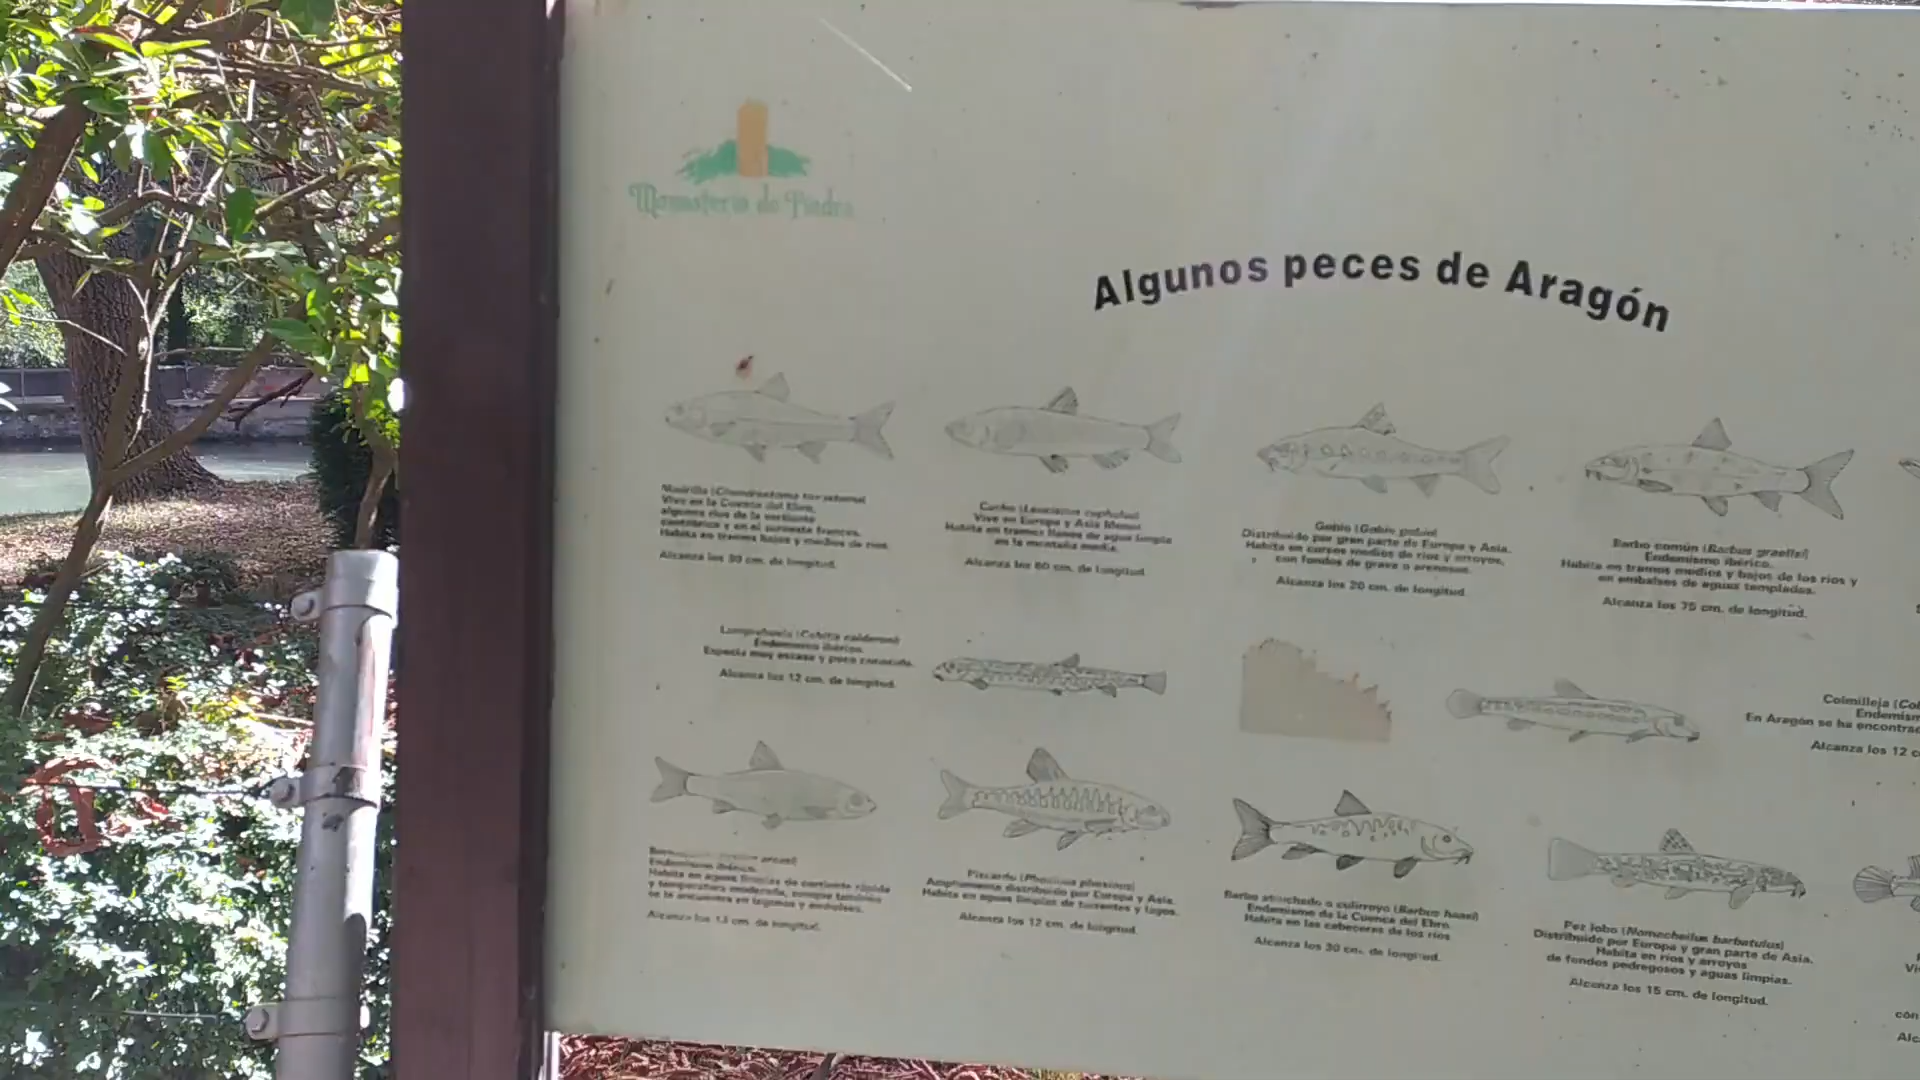 Monasterio de Piedra
Algunos peces de Aragón
Madrilla (Chondrostoma
Vive en la Cuenca del Ebro,
algunos ríos de la vertiente
cantábrica y en el suroeste francés.
Habita en tramos bajos y medios de ríos
Alcanza los 30 cm. de longitud.
Cacho (Leuciscus cephalus)
Vive en Europa y Asia Menor
Habita en tramos llanos de agua limpia
en la montaña media.
Alcanza los 60 cm. de longitud
Gobio (Gobio gobio)
Distribuido por gran parte de Europa y Asia.
Habita en cursos medios de ríos y arroyos,
con fondos de grava o arenosos.
Alcanza los 20 cm. de longitud
Barbo común (Barbus graellsi)
Endemismo ibérico.
Habita en tramos medios y bajos de los ríos y
en embalses de aguas templadas.
Alcanza los 75 cm. de longitud.
Lamprehuela (Cobitis calderoni)
Endemismo ibérico.
Especie muy escasa y poco conocida.
Alcanza los 12 cm. de longitud.
Colmilleja (Co
Endemism
En Aragón se ha encontra
Alcanza los 12 c
Endemismo ibérico.
Habita en aguas limpias de corriente rápida
y temperatura moderada, aunque también
se le encuentra en lagunas y embalses.
Alcanza los 13 cm. de longitud.
Piscardo (Phoxinus phoxinus)
Ampliamente distribuido por Europa y Asia.
Habita en aguas limpias de torrentes y lagos.
Alcanza los 12 cm. de longitud.
Barbo atruchado o culirroyo (Barbus haasi)
Endemismo de la Cuenca del Ebro.
Habita en las cabeceras de los ríos
Alcanza los 30 cm. de longitud.
Pez lobo (Nemacheilus barbatulus)
Distribuido por Europa y gran parte de Asia.
Habita en ríos y arroyos
de fondos pedregosos y aguas limpias.
Alcanza los 15 cm. de longitud.
Vi
con
Alc